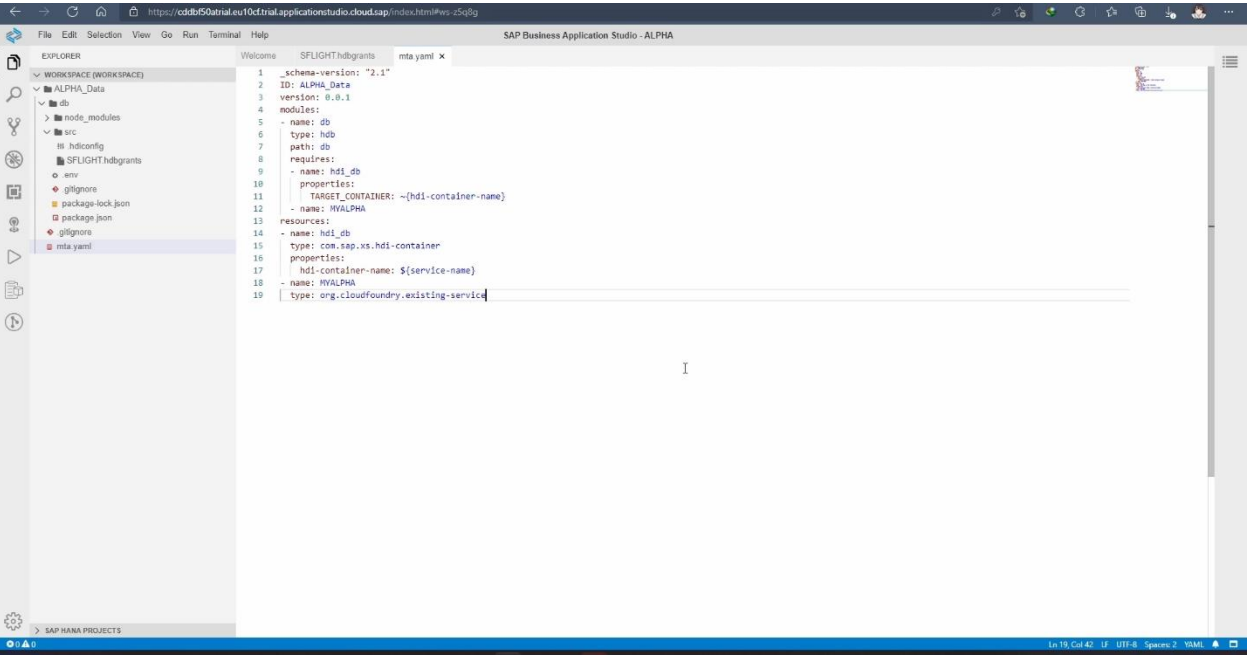 https://cddbf50atrial.eu10cf.trial.applicationstudio.cloud.sap/index.html#ws-z5q8g
File Edit Selection View Go Run Terminal Help
SAP Business Application Studio - ALPHA
EXPLORER
WORKSPACE (WORKSPACE)
ALPHA_Data
db
node_modules
src
.hdiconfig
SFLIGHT.hdbgrants
.env
.gitignore
package-lock.json
package.json
.gitignore
mta.yaml
SAP HANA PROJECTS
Welcome SFLIGHT.hdbgrants mta.yaml ×
1 _schema-version: "2.1"
2 ID: ALPHA_Data
3 version: 0.0.1
4 modules:
5 - name: db
6 type: hdb
7 path: db
8 requires:
9 - name: hdi_db
10 properties:
11 TARGET_CONTAINER: ~{hdi-container-name}
12 - name: MYALPHA
13 resources:
14 - name: hdi_db
15 type: com.sap.xs.hdi-container
16 properties:
17 hdi-container-name: ${service-name}
18 - name: MYALPHA
19 type: org.cloudfoundry.existing-service
0 0
Ln 19, Col 42 LF UTF-8 Spaces: 2 YAML